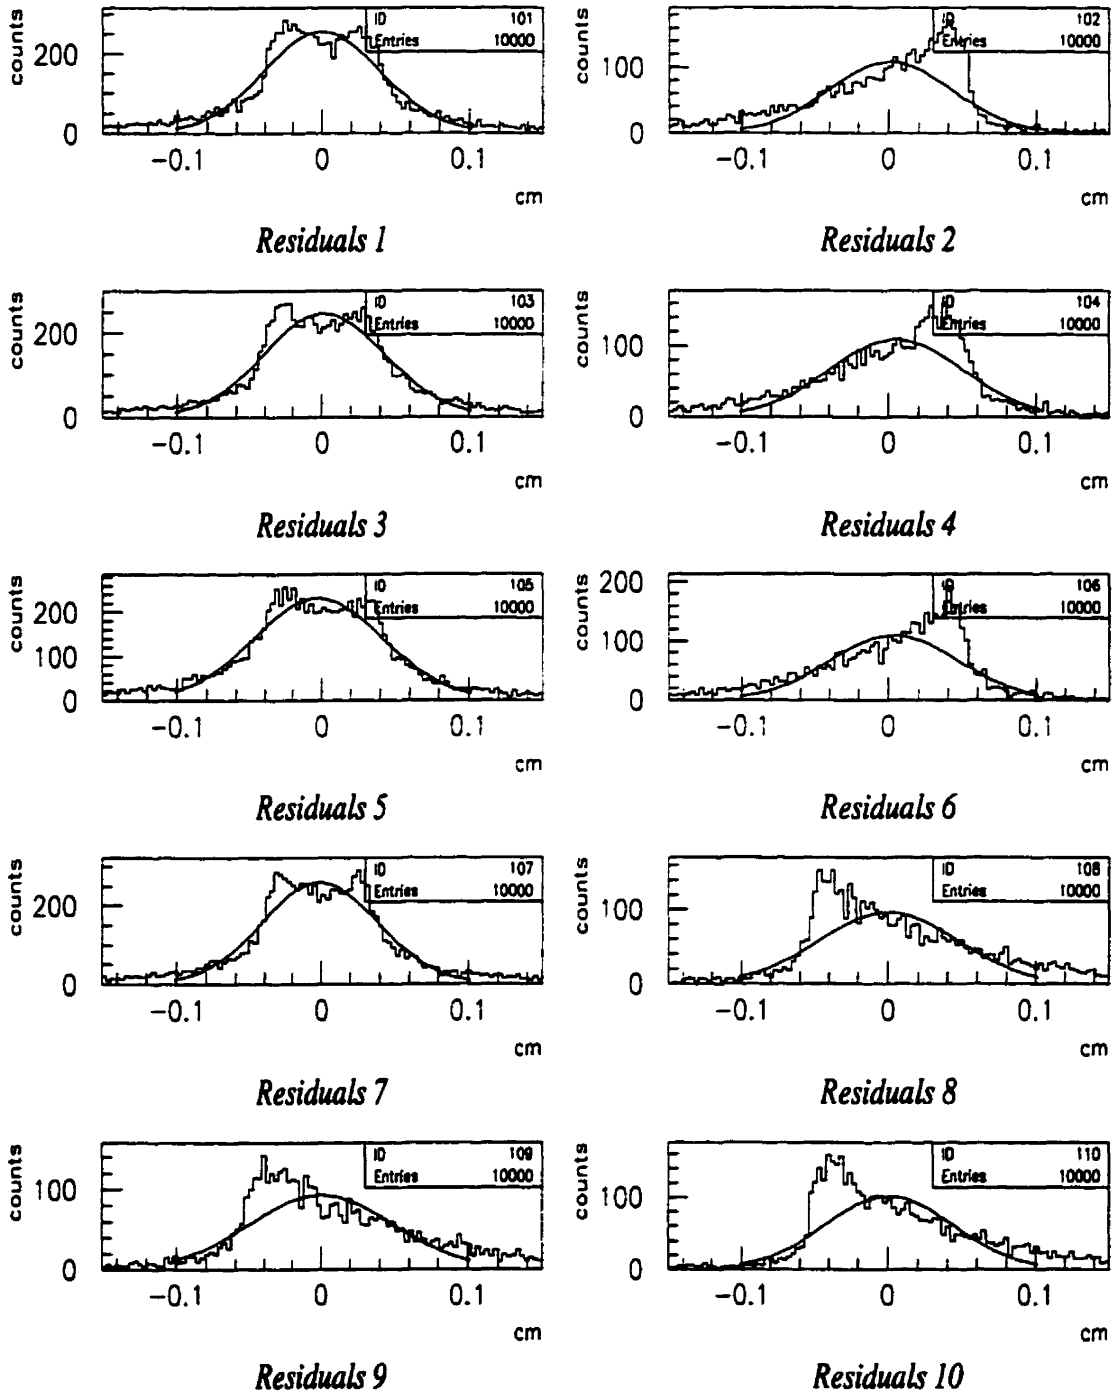 counts
200
0
ID 101
Entries 10000
-0.1 0 0.1
cm
Residuals 1
counts
100
0
ID 102
Entries 10000
-0.1 0 0.1
cm
Residuals 2
counts
200
0
ID 103
Entries 10000
-0.1 0 0.1
cm
Residuals 3
counts
100
0
ID 104
Entries 10000
-0.1 0 0.1
cm
Residuals 4
counts
200
100
0
ID 105
Entries 10000
-0.1 0 0.1
cm
Residuals 5
counts
200
100
0
ID 106
Entries 10000
-0.1 0 0.1
cm
Residuals 6
counts
200
0
ID 107
Entries 10000
-0.1 0 0.1
cm
Residuals 7
counts
100
0
ID 108
Entries 10000
-0.1 0 0.1
cm
Residuals 8
counts
100
0
ID 109
Entries 10000
-0.1 0 0.1
cm
Residuals 9
counts
100
0
ID 110
Entries 10000
-0.1 0 0.1
cm
Residuals 10